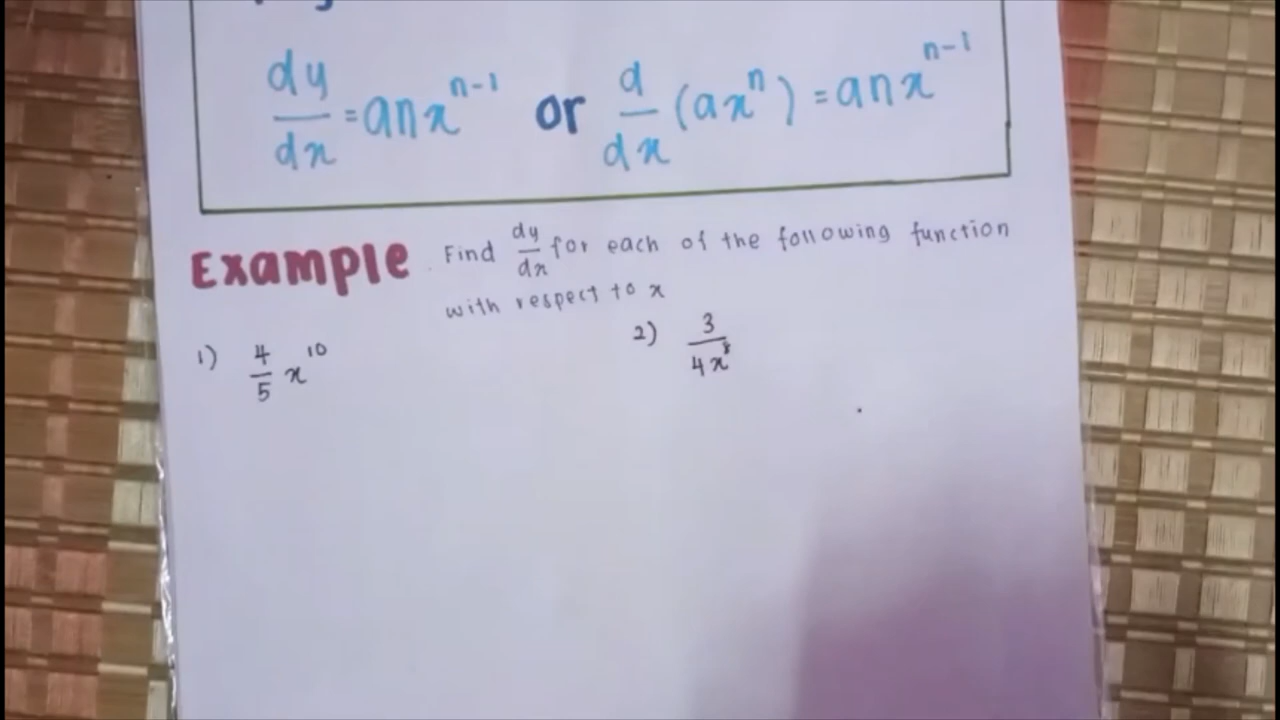 dy/dx = anx^(n-1) or d/dx (ax^n) = anx^(n-1)
Example Find dy/dx for each of the following function
with respect to x
1) 4/5 x^10 2) 3/4x^8